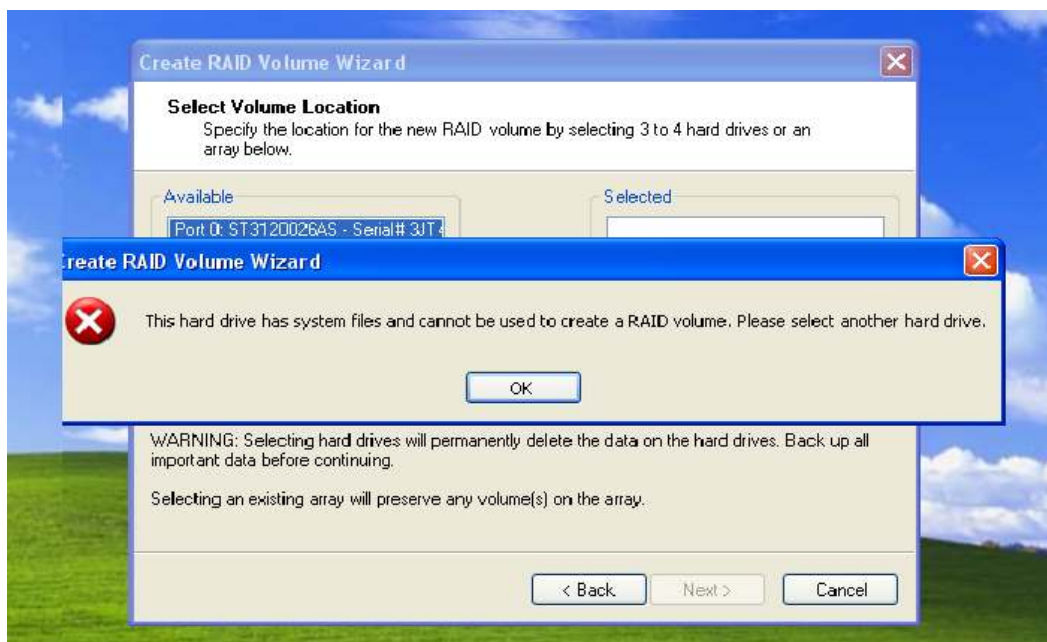 Create RAID Volume Wizard
Select Volume Location
Specify the location for the new RAID volume by selecting 3 to 4 hard drives or an
array below.
Available
Selected
Port 0: ST3120026AS - Serial# 3JT4
Create RAID Volume Wizard
This hard drive has system files and cannot be used to create a RAID volume. Please select another hard drive.
OK
WARNING: Selecting hard drives will permanently delete the data on the hard drives. Back up all
important data before continuing.
Selecting an existing array will preserve any volume(s) on the array.
< Back
Next >
Cancel